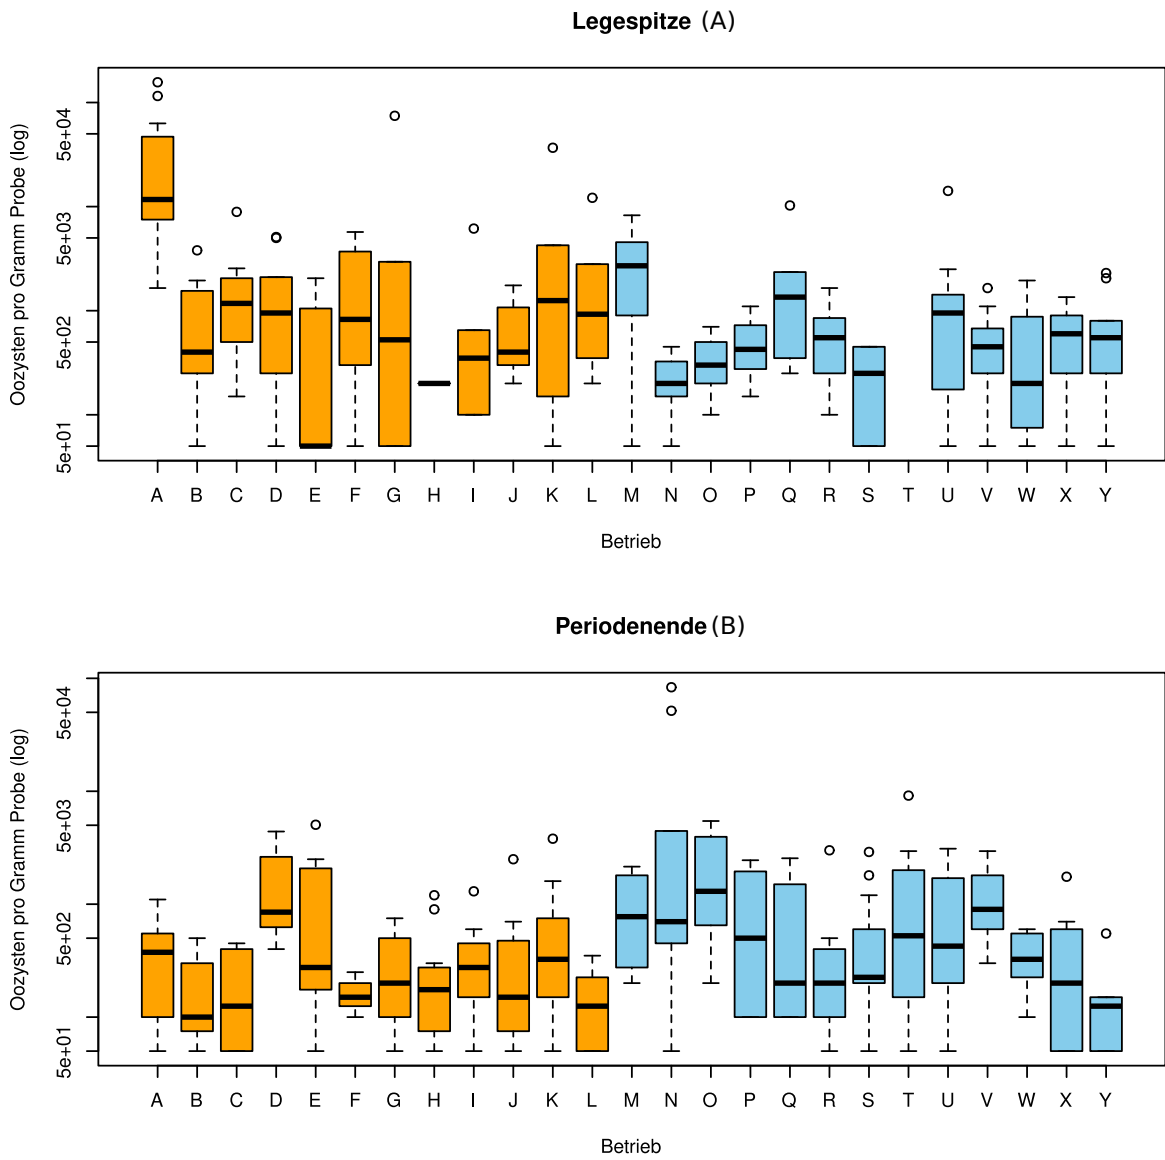 Legespitze (A)
Oozysten pro Gramm Probe (log)
5e+04
5e+03
5e+02
5e+01
A B C D E F G H I J K L M N O P Q R S T U V W X Y
Betrieb
Periodenende (B)
Oozysten pro Gramm Probe (log)
5e+04
5e+03
5e+02
5e+01
A B C D E F G H I J K L M N O P Q R S T U V W X Y
Betrieb